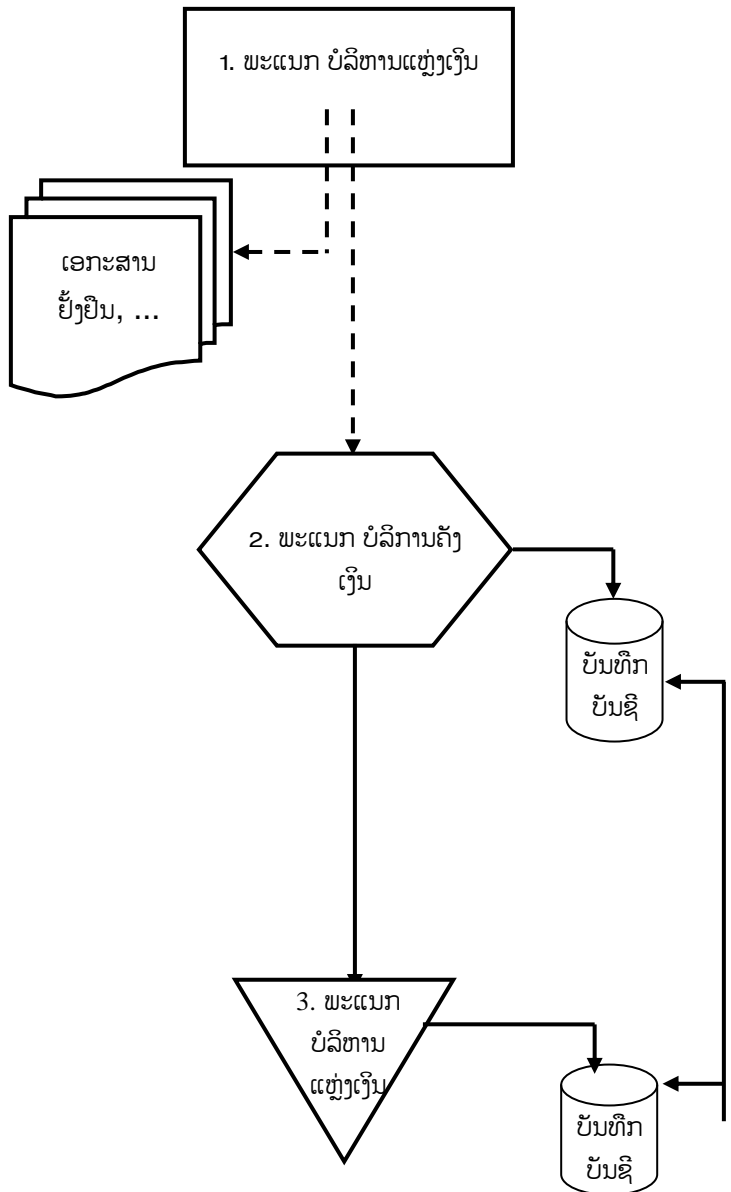 1. ພະແນກ ບໍລິຫານແຫຼ່ງເງິນ
ເອກະສານ
ຢັ້ງຢືນ, ...
2. ພະແນກ ບໍລິການຄັງ
ເງິນ
ບັນທຶກ
ບັນຊີ
3. ພະແນກ
ບໍລິຫານ
ແຫຼ່ງເງິນ
ບັນທຶກ
ບັນຊີ